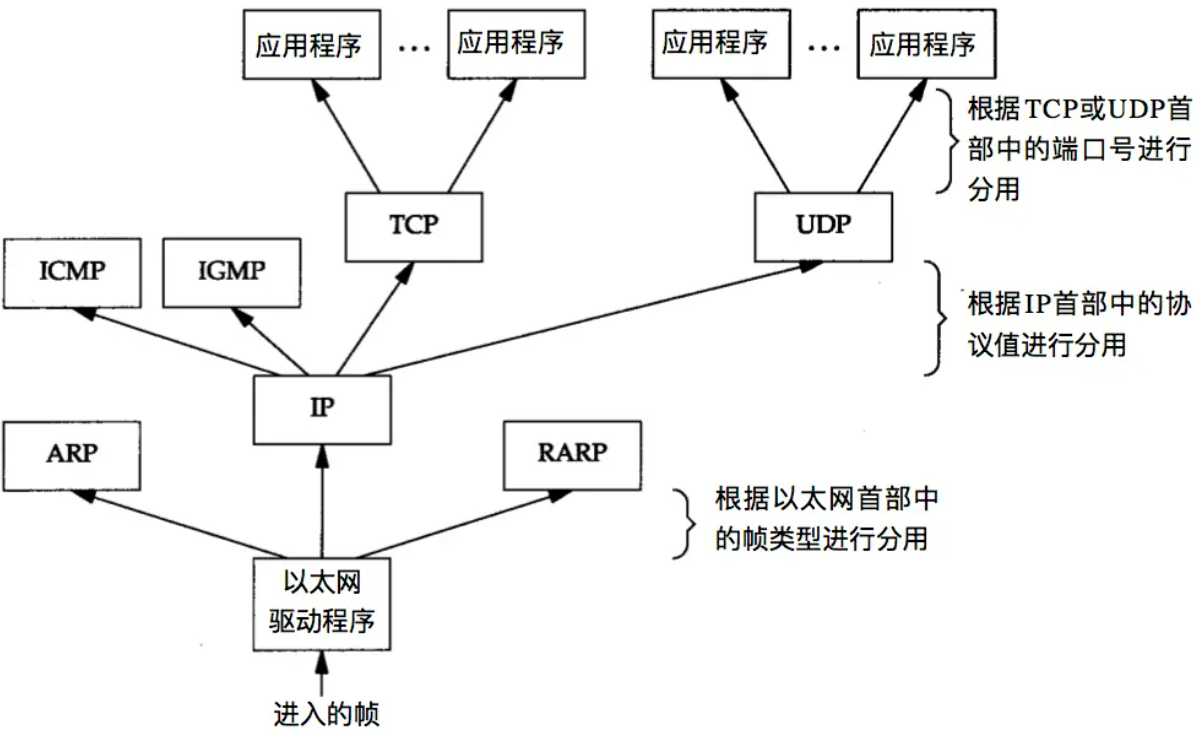 应用程序 ... 应用程序 应用程序 ... 应用程序
根据TCP或UDP首
部中的端口号进行
分用
TCP
UDP
ICMP
IGMP
根据IP首部中的协
议值进行分用
IP
ARP
RARP
根据以太网首部中
的帧类型进行分用
以太网
驱动程序
进入的帧